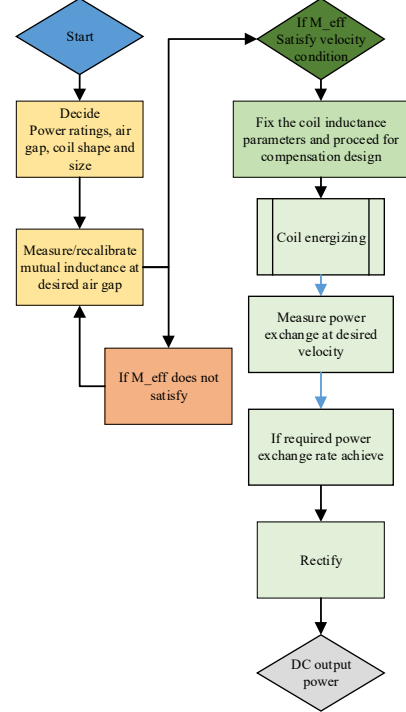 Start
Decide
Power ratings, air
gap, coil shape and
size
Measure/recalibrate
mutual inductance at
desired air gap
If M_eff does not
satisfy
If M_eff
Satisfy velocity
condition
Fix the coil inductance
parameters and proceed for
compensation design
Coil energizing
Measure power
exchange at desired
velocity
If required power
exchange rate achieve
Rectify
DC output
power